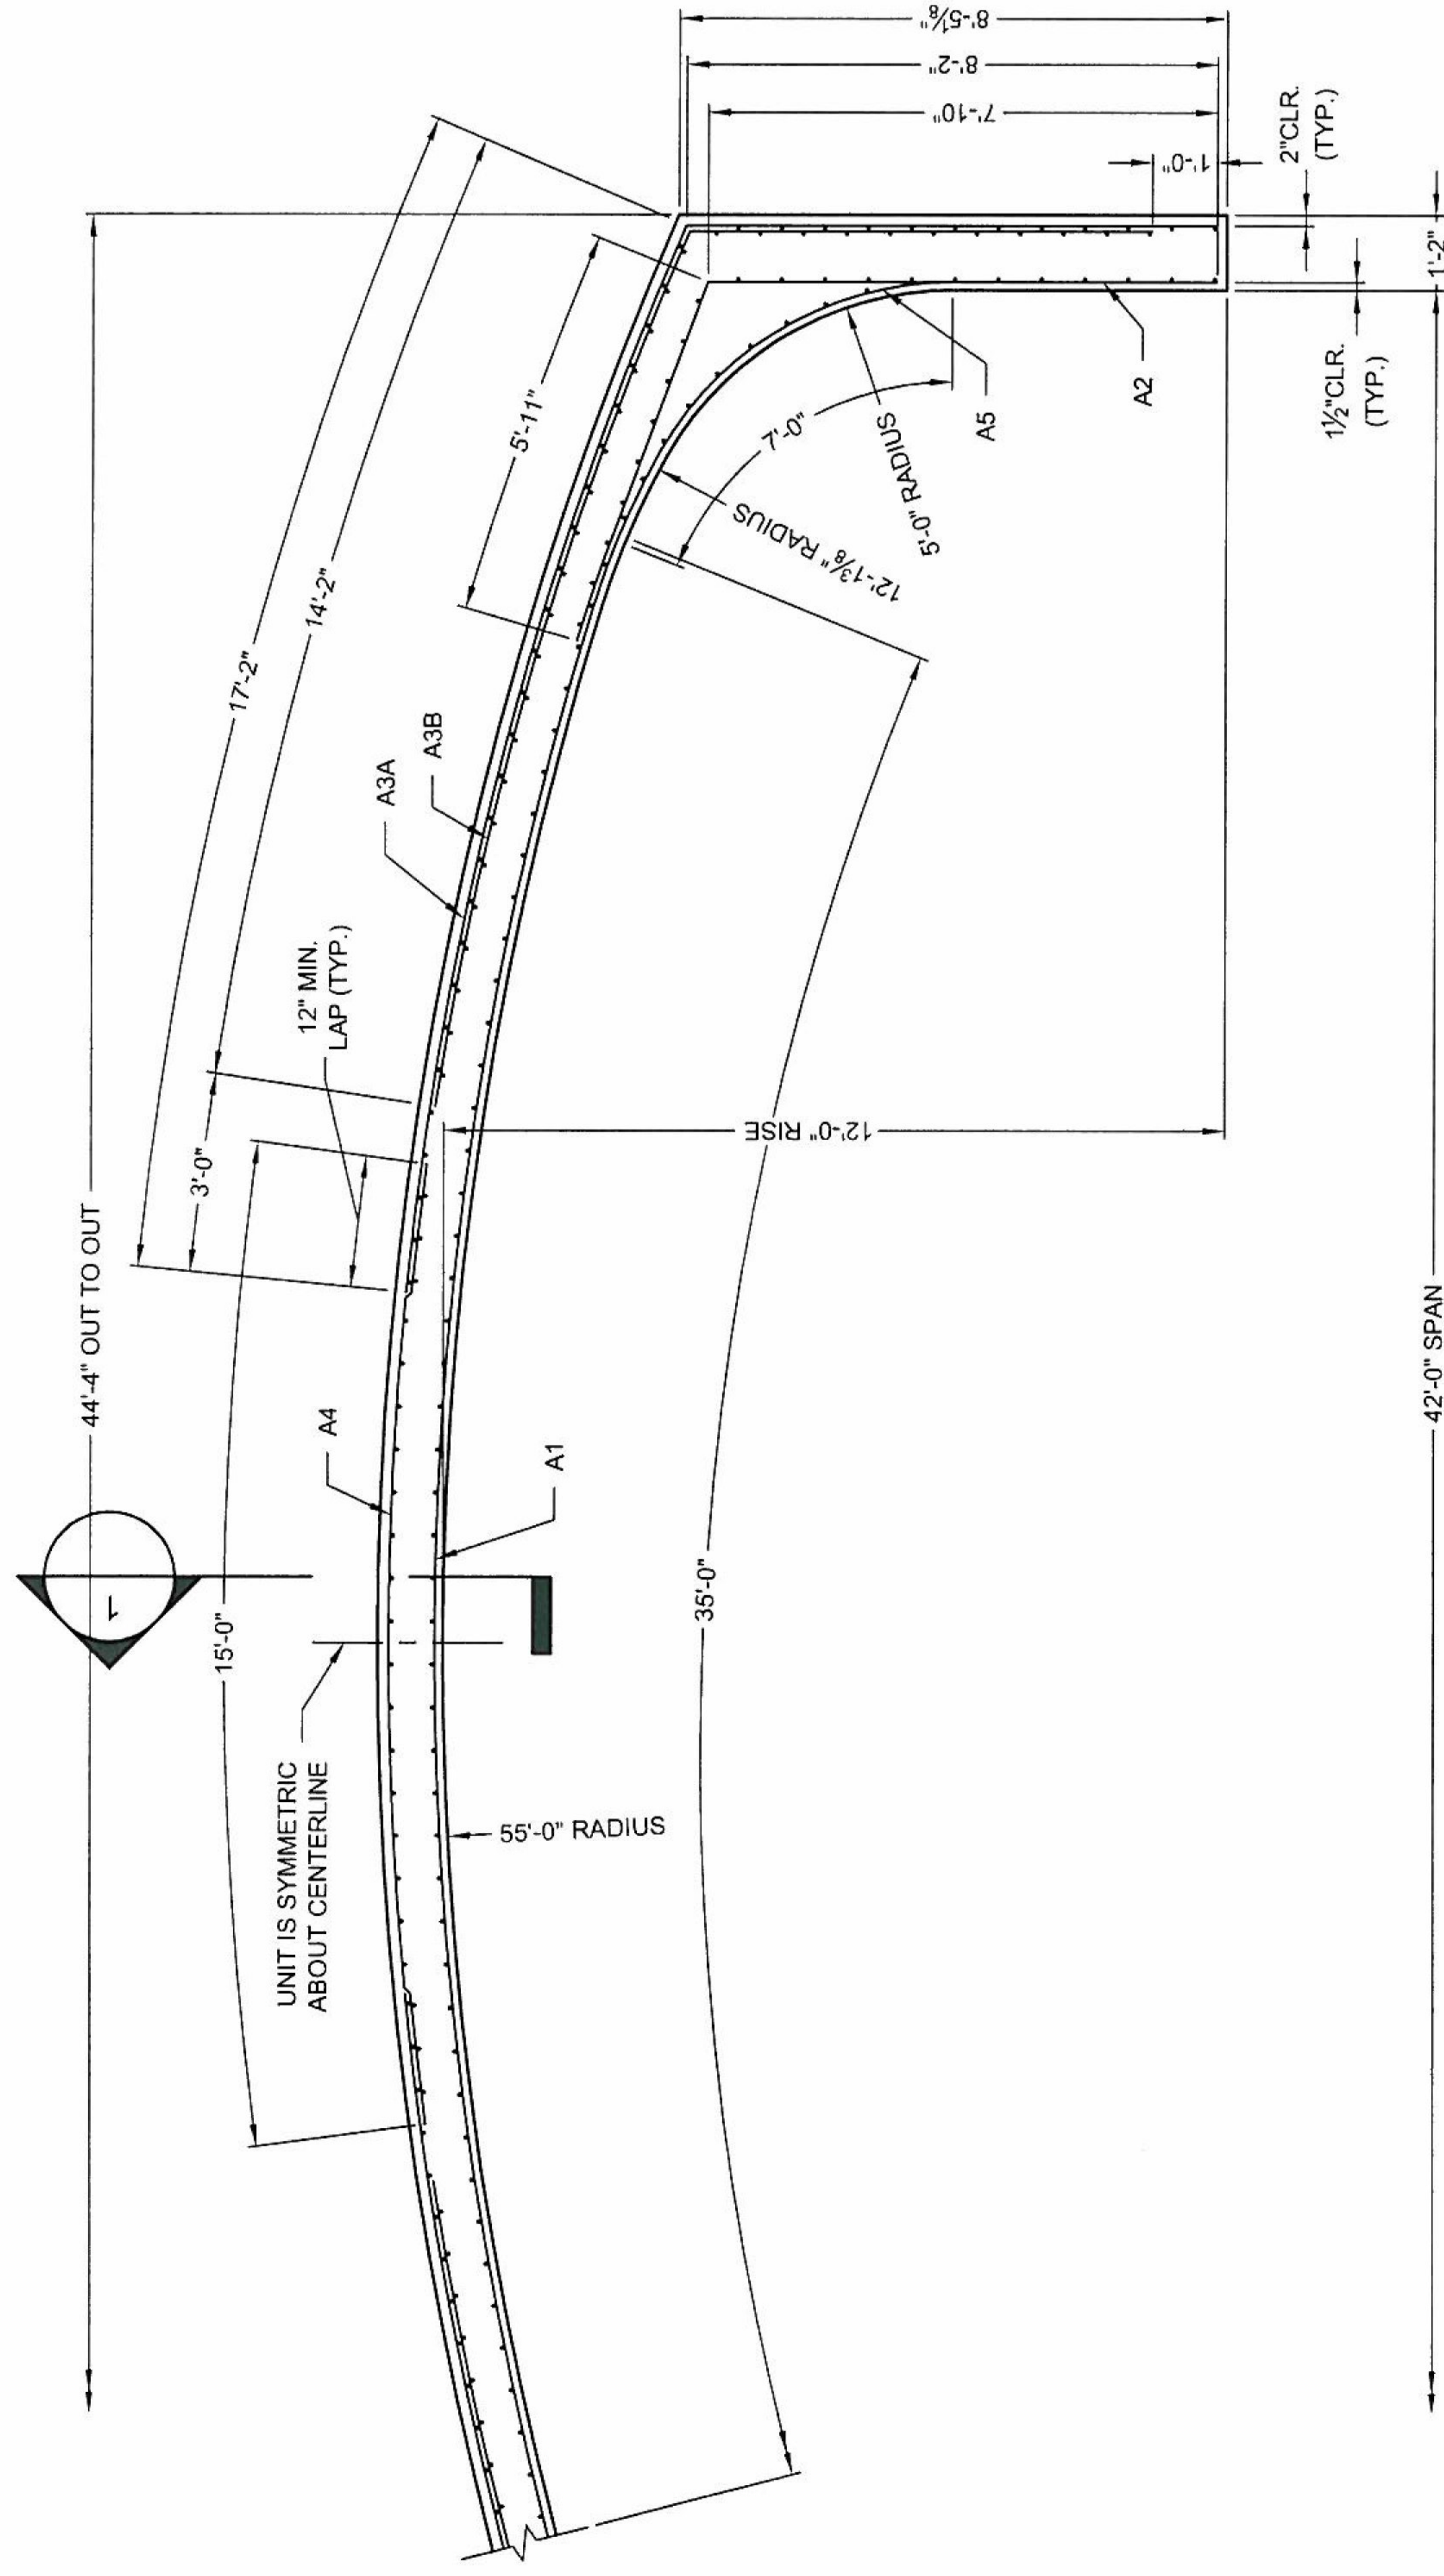 44'-4" OUT TO OUT
1
17'-2"
14'-2"
3'-0"
15'-0"
12" MIN.
LAP (TYP.)
5'-11"
A3A
A3B
A4
A1
UNIT IS SYMMETRIC
ABOUT CENTERLINE
55'-0" RADIUS
35'-0"
12'-0" RISE
12'-1⅜" RADIUS
7'-0"
5'-0" RADIUS
A5
A2
8'-5⅛"
8'-2"
7'-10"
1'-0"
2"CLR.
(TYP.)
1½"CLR.
(TYP.)
1'-2"
42'-0" SPAN